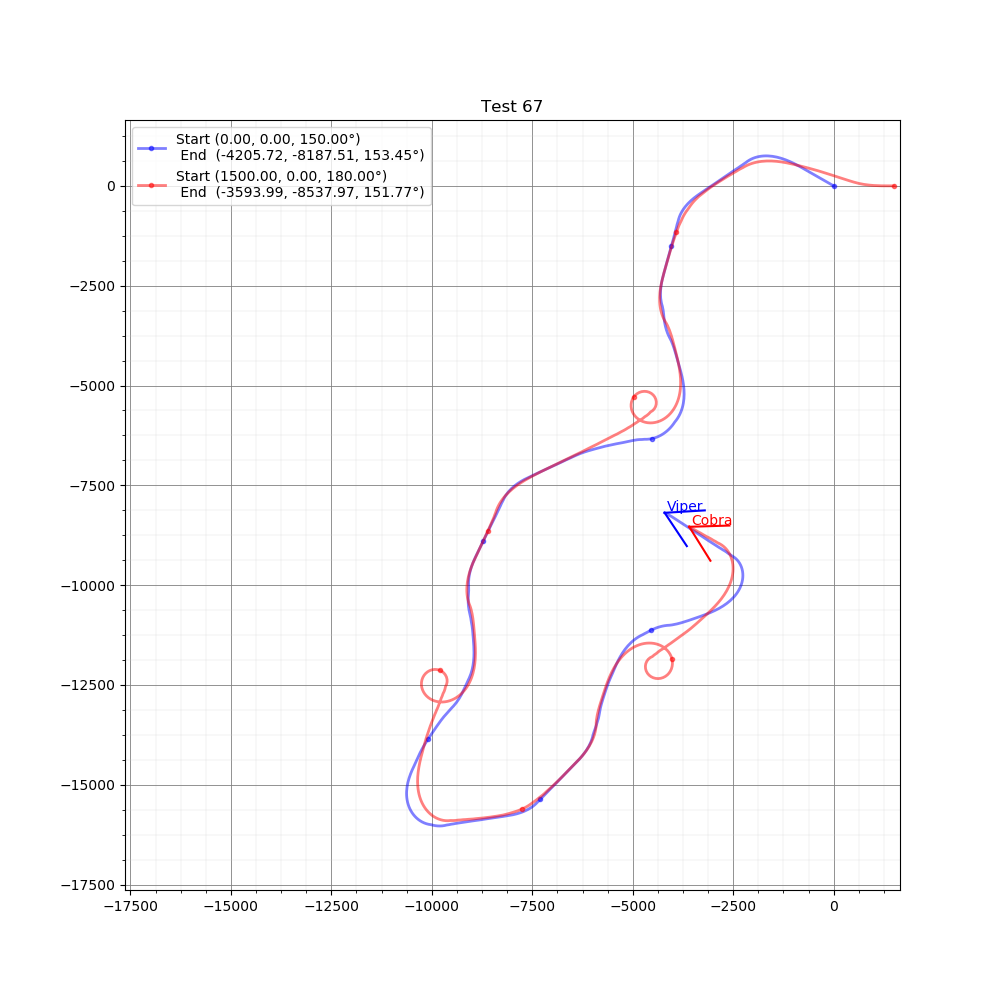 Test 67
Start (0.00, 0.00, 150.00°)
End (-4205.72, -8187.51, 153.45°)
Start (1500.00, 0.00, 180.00°)
End (-3593.99, -8537.97, 151.77°)
0
−2500
−5000
−7500
−10000
−12500
−15000
−17500
Viper
Cobra
−17500 −15000 −12500 −10000 −7500 −5000 −2500 0